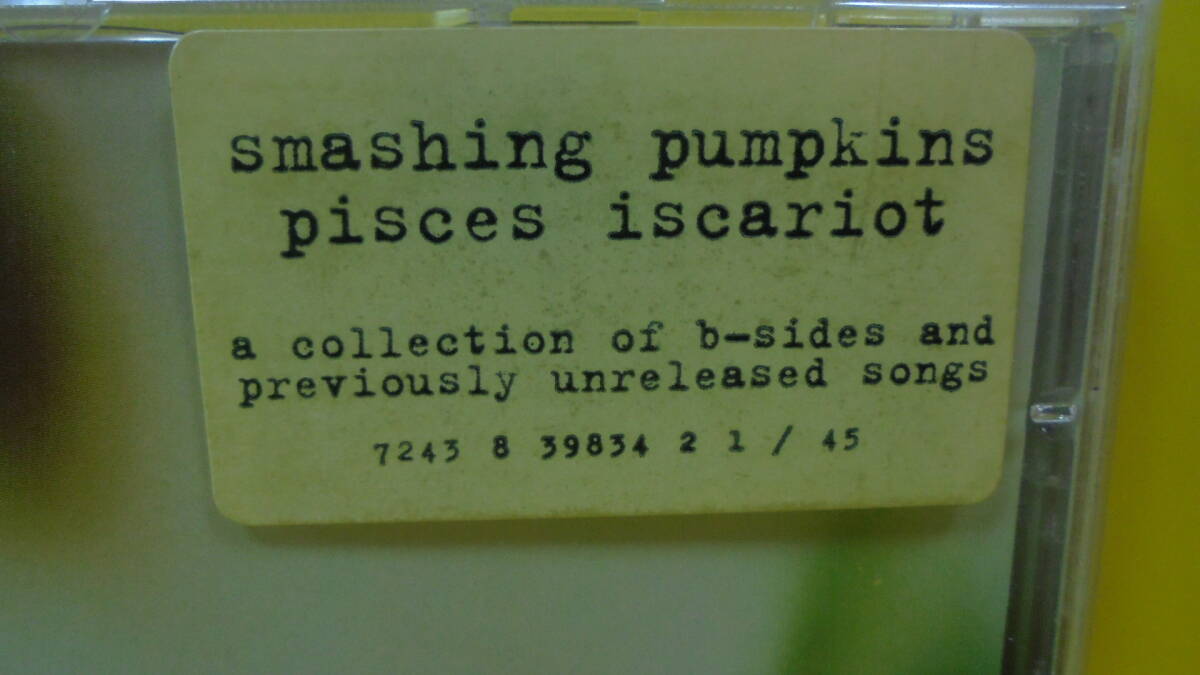 smashing pumpkins
pisces iscariot
a collection of b-sides and
previously unreleased songs
7243 8 39834 2 1 / 45